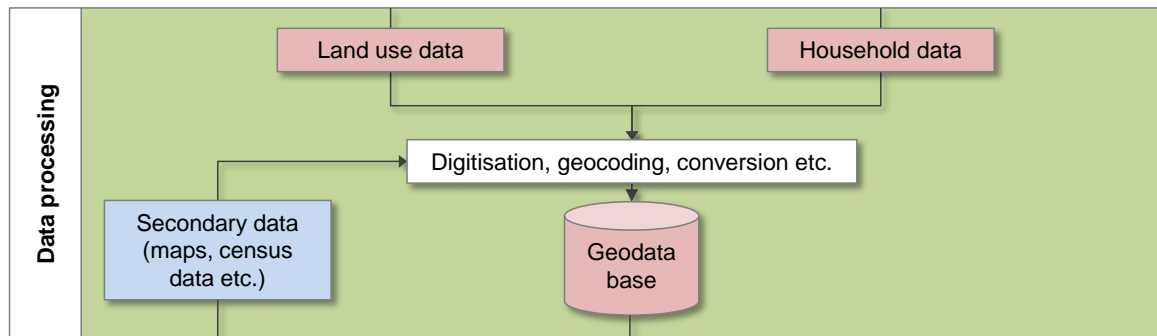 Data processing
Land use data
Household data
Digitisation, geocoding, conversion etc.
Secondary data
(maps, census
data etc.)
Geodata
base